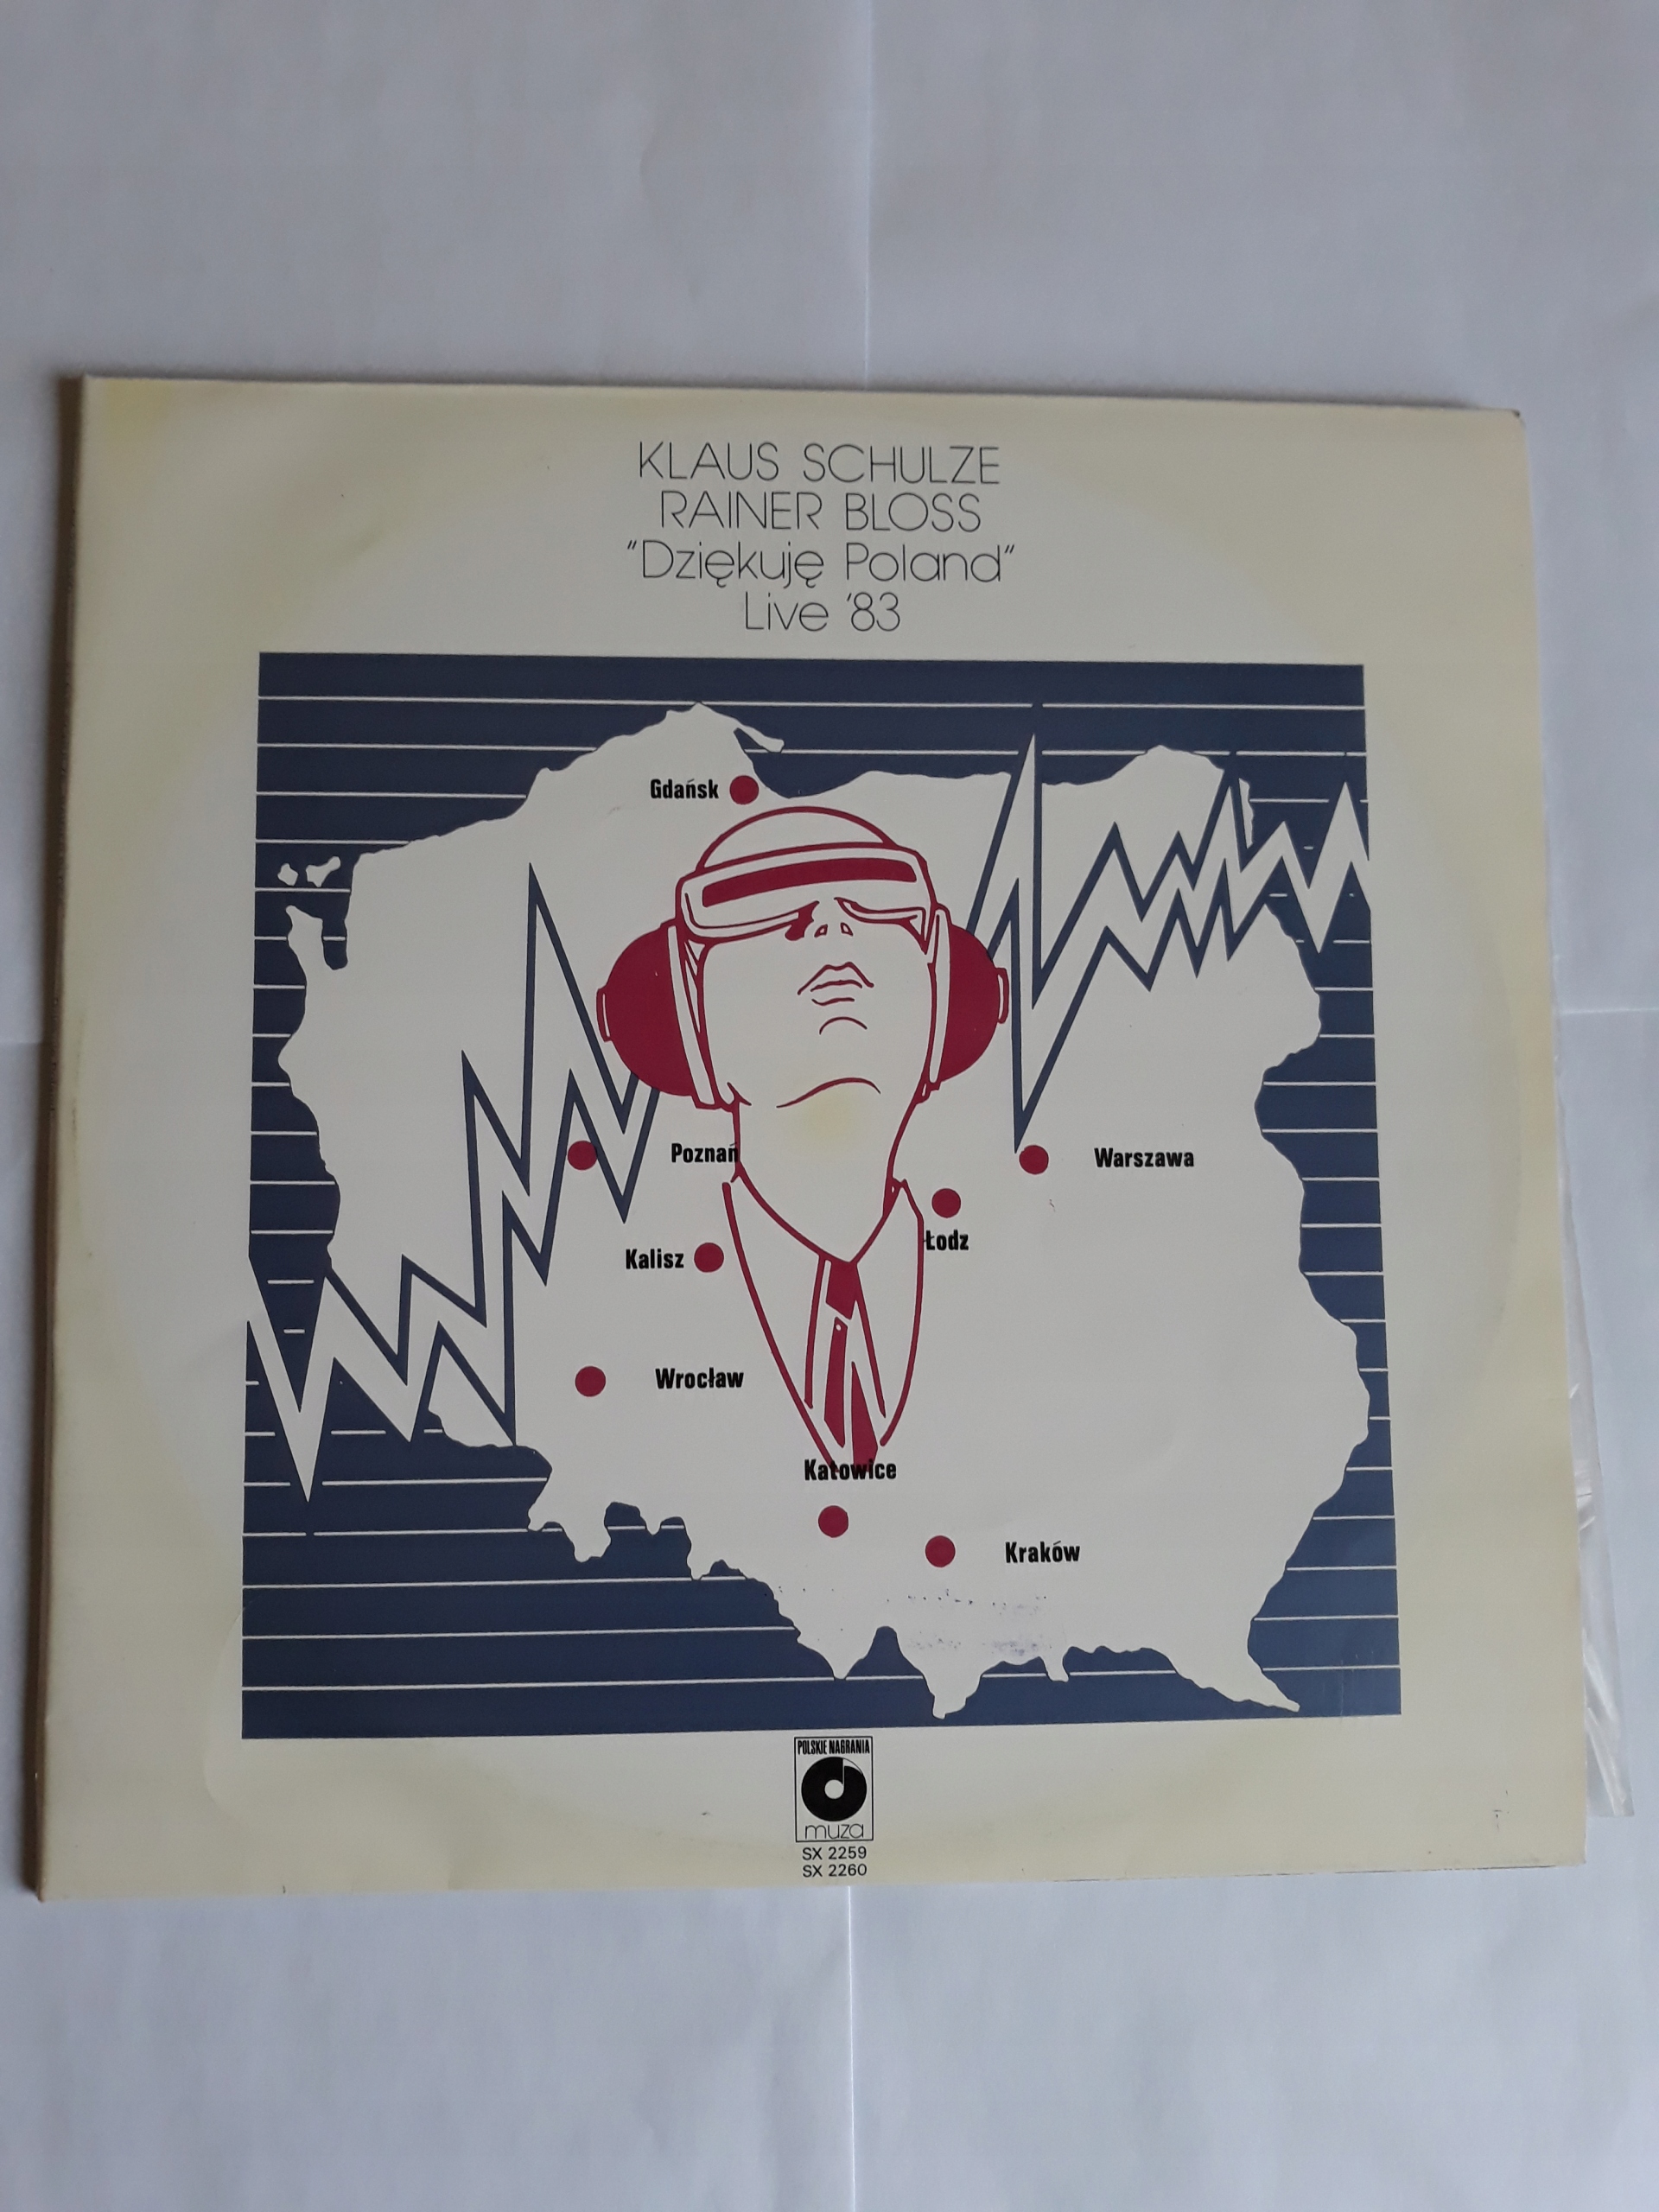 KLAUS SCHULZE
RAINER BLOSS
"Dziękuję Poland"
Live '83
Gdańsk
Poznań
Warszawa
Łodz
Kalisz
Wrocław
Katowice
Kraków
POLSKIE NAGRANIA
muza
SX 2259
SX 2260